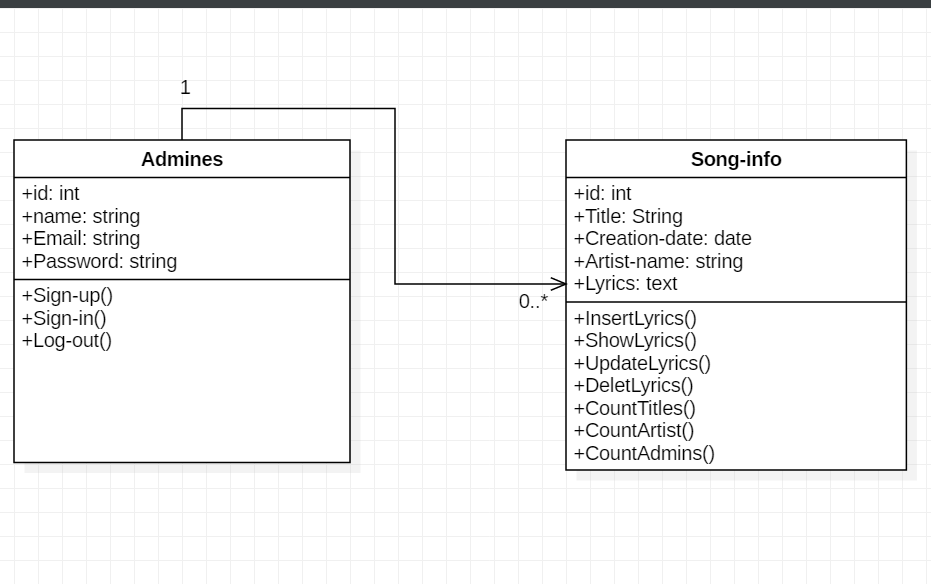 1
Admines
+id: int
+name: string
+Email: string
+Password: string
+Sign-up()
+Sign-in()
+Log-out()
0..*
Song-info
+id: int
+Title: String
+Creation-date: date
+Artist-name: string
+Lyrics: text
+InsertLyrics()
+ShowLyrics()
+UpdateLyrics()
+DeletLyrics()
+CountTitles()
+CountArtist()
+CountAdmins()